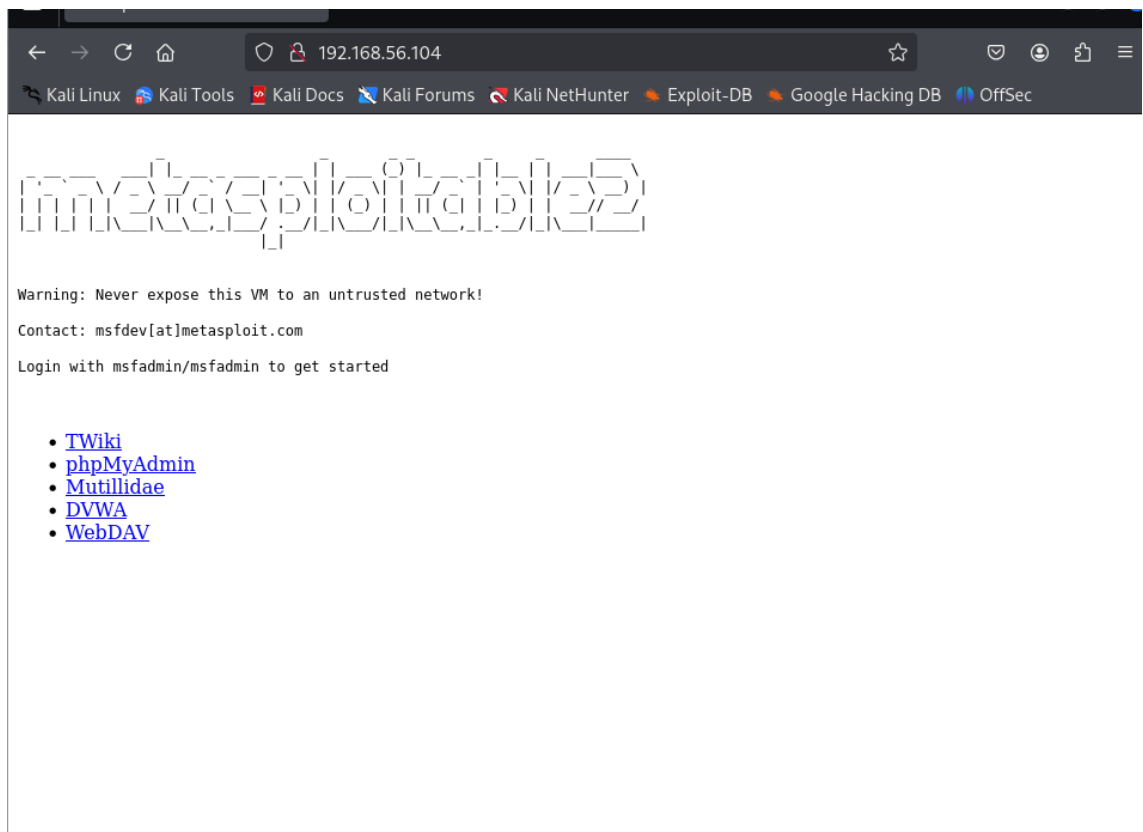 192.168.56.104
Kali Linux Kali Tools Kali Docs Kali Forums Kali NetHunter Exploit-DB Google Hacking DB OffSec
metasploitable2
Warning: Never expose this VM to an untrusted network!
Contact: msfdev[at]metasploit.com
Login with msfadmin/msfadmin to get started
TWiki
phpMyAdmin
Mutillidae
DVWA
WebDAV